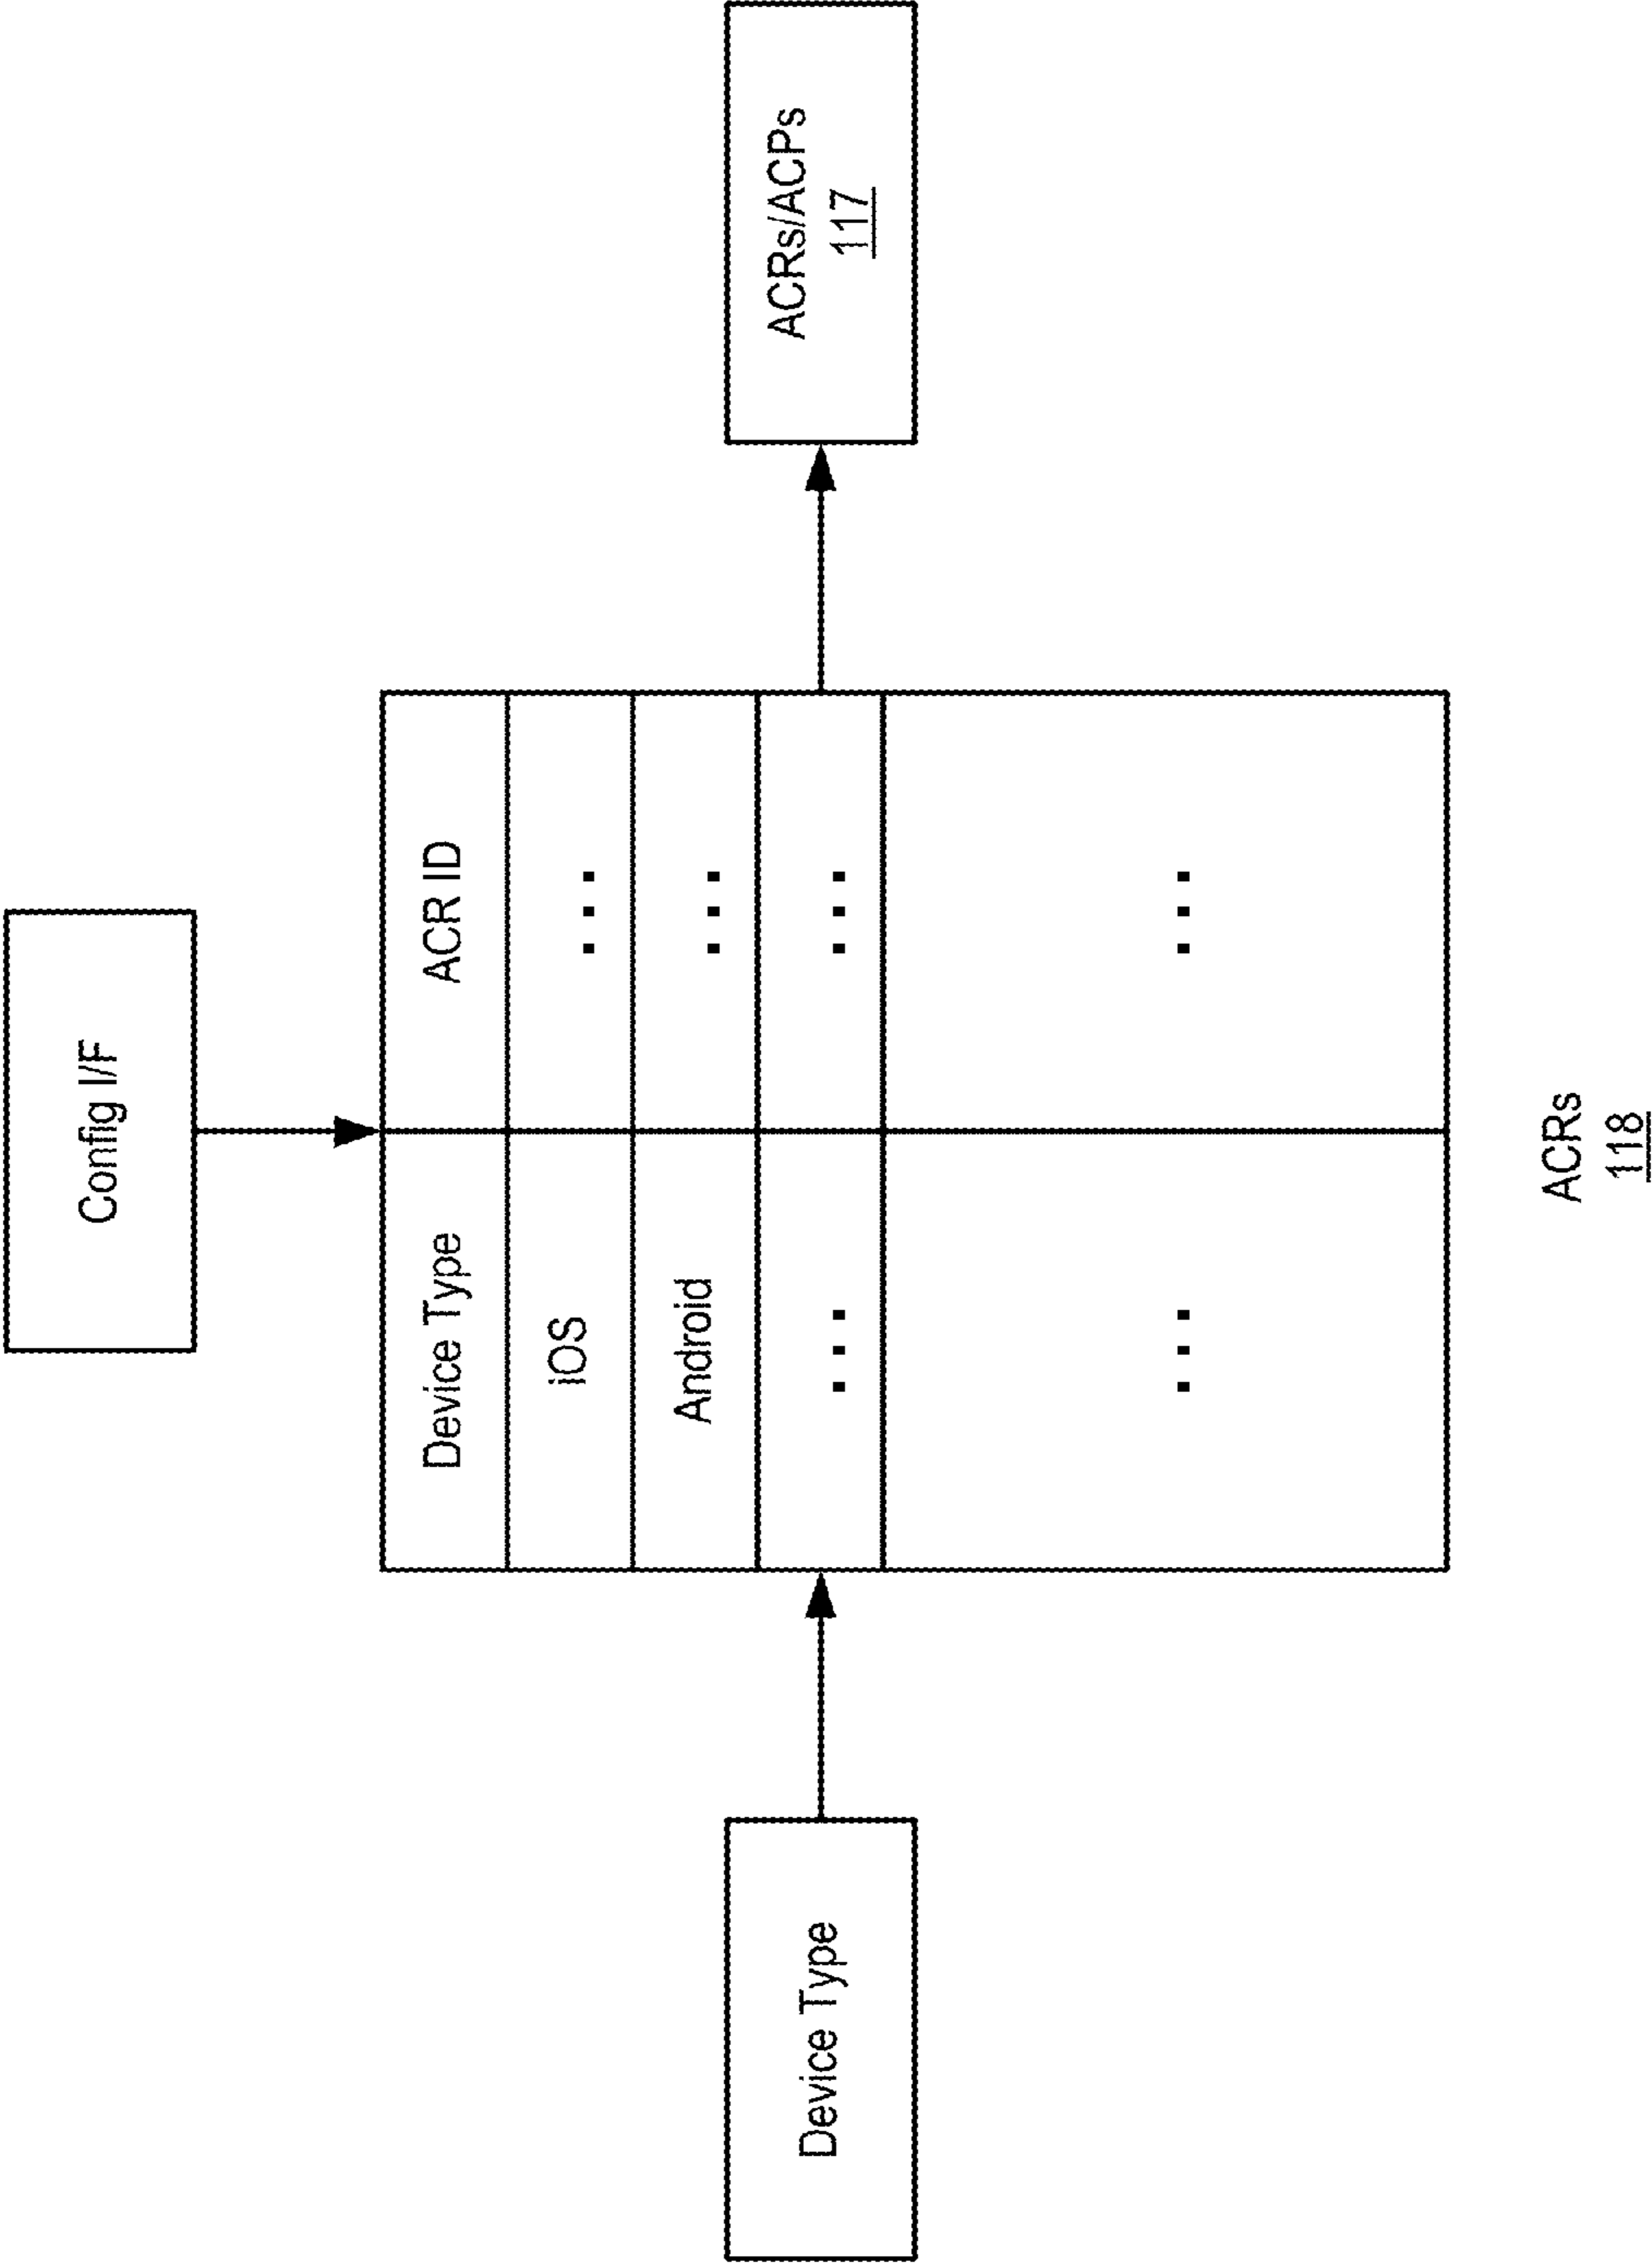 Config I/F
Device Type
Device Type
ACR ID
iOS
...
Android
...
...
...
...
...
ACRs/ACPs
117
ACRs
118